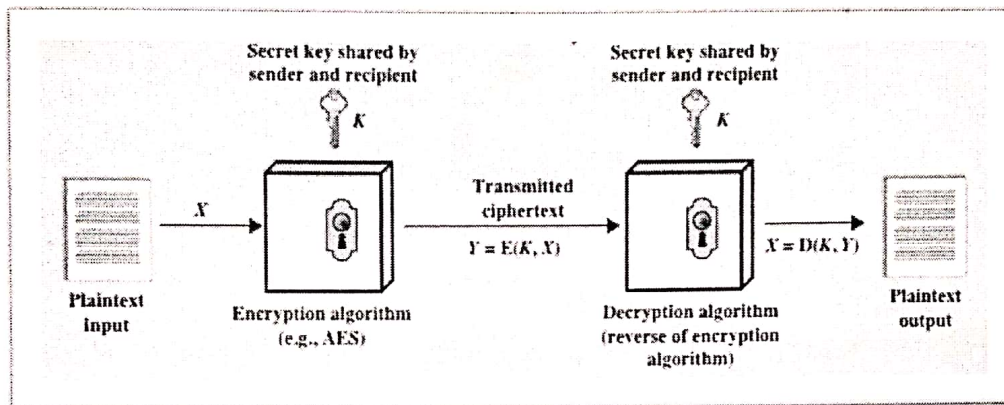 Secret key shared by
sender and recipient
K
Secret key shared by
sender and recipient
K
X
Transmitted
ciphertext
Y = E(K, X)
X = D(K, Y)
Plaintext
input
Encryption algorithm
(e.g., AES)
Decryption algorithm
(reverse of encryption
algorithm)
Plaintext
output